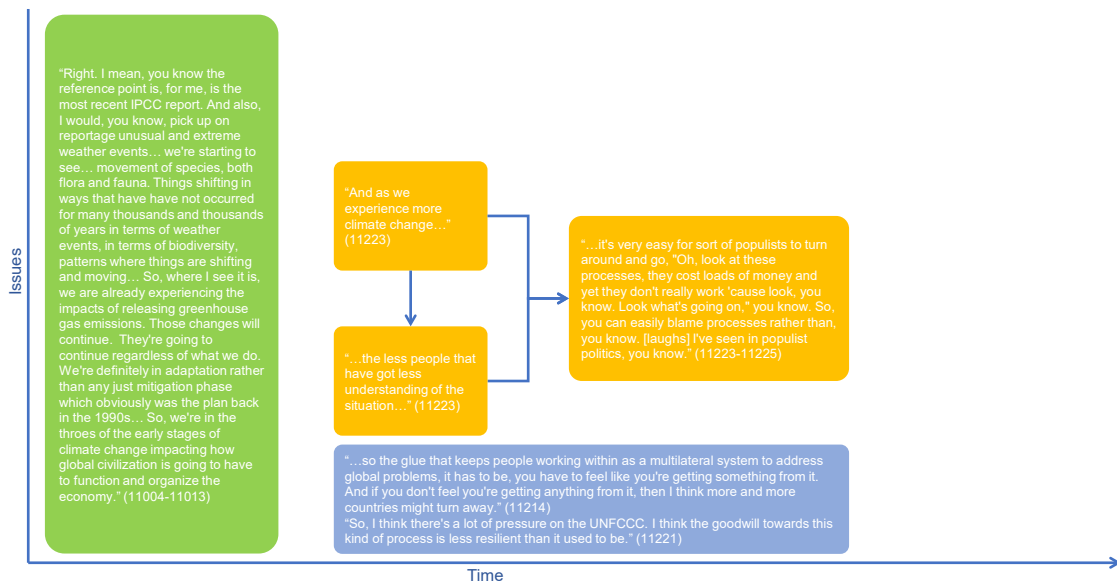 Issues
“Right. I mean, you know the
reference point is, for me, is the
most recent IPCC report. And also,
I would, you know, pick up on
reportage unusual and extreme
weather events… we're starting to
see… movement of species, both
flora and fauna. Things shifting in
ways that have have not occurred
for many thousands and thousands
of years in terms of weather
events, in terms of biodiversity,
patterns where things are shifting
and moving… So, where I see it is,
we are already experiencing the
impacts of releasing greenhouse
gas emissions. Those changes will
continue.  They're going to
continue regardless of what we do.
We're definitely in adaptation rather
than any just mitigation phase
which obviously was the plan back
in the 1990s… So, we're in the
throes of the early stages of
climate change impacting how
global civilization is going to have
to function and organize the
economy.” (11004-11013)
“And as we
experience more
climate change…”
(11223)
“…the less people that
have got less
understanding of the
situation…” (11223)
“…it's very easy for sort of populists to turn
around and go, "Oh, look at these
processes, they cost loads of money and
yet they don't really work 'cause look, you
know. Look what's going on," you know. So,
you can easily blame processes rather than,
you know. [laughs] I've seen in populist
politics, you know.” (11223-11225)
“…so the glue that keeps people working within as a multilateral system to address
global problems, it has to be, you have to feel like you're getting something from it.
And if you don't feel you're getting anything from it, then I think more and more
countries might turn away.” (11214)
“So, I think there's a lot of pressure on the UNFCCC. I think the goodwill towards this
kind of process is less resilient than it used to be.” (11221)
Time